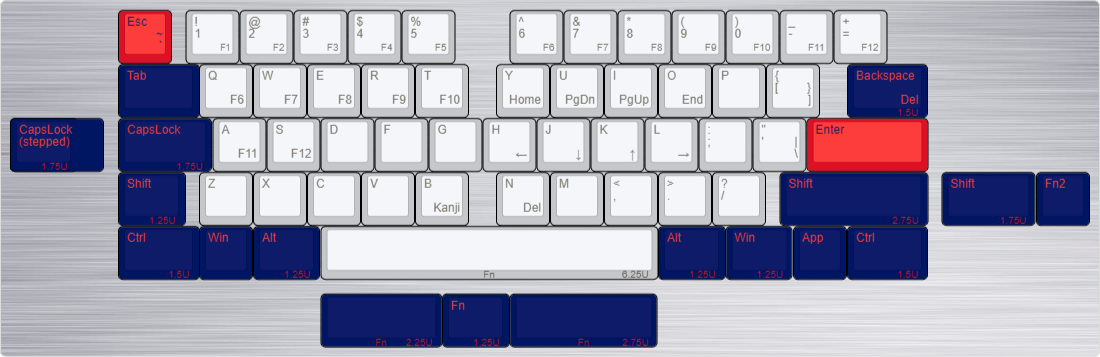 Esc
~
`
!
1
F1
@
2
F2
#
3
F3
$
4
F4
%
5
F5
^
6
F6
&
7
F7
*
8
F8
(
9
F9
)
0
F10
_
-
F11
+
=
F12
Tab
Q
F6
W
F7
E
F8
R
F9
T
F10
Y
Home
U
PgDn
I
PgUp
O
End
P
{
[
}
]
Backspace
Del
1.5U
CapsLock
(stepped)
1.75U
CapsLock
1.75U
A
F11
S
F12
D
F
G
H
←
J
↓
K
↑
L
→
:
;
"
'
|
\
Enter
Shift
1.25U
Z
X
C
V
B
Kanji
N
Del
M
<
,
>
.
?
/
Shift
2.75U
Shift
1.75U
Fn2
Ctrl
1.5U
Win
Alt
1.25U
Fn
6.25U
Alt
1.25U
Win
1.25U
App
Ctrl
1.5U
Fn
2.25U
Fn
1.25U
Fn
2.75U